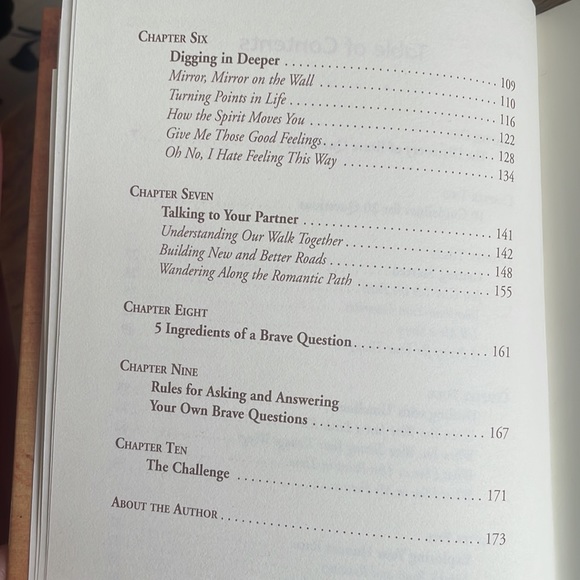 Chapter Six
Digging in Deeper . . . . . . . . . . . . . . . . . . . . . . . . . . . . . . . 109
Mirror, Mirror on the Wall . . . . . . . . . . . . . . . . . . . . . . . . . . 110
Turning Points in Life . . . . . . . . . . . . . . . . . . . . . . . . . . . . . . 116
How the Spirit Moves You . . . . . . . . . . . . . . . . . . . . . . . . . . . 122
Give Me Those Good Feelings. . . . . . . . . . . . . . . . . . . . . . . . . 128
Oh No, I Hate Feeling This Way . . . . . . . . . . . . . . . . . . . . . . 134
Chapter Seven
Talking to Your Partner . . . . . . . . . . . . . . . . . . . . . . . . . . . . 141
Understanding Our Walk Together . . . . . . . . . . . . . . . . . . . . . 142
Building New and Better Roads . . . . . . . . . . . . . . . . . . . . . . . 148
Wandering Along the Romantic Path . . . . . . . . . . . . . . . . . . . 155
Chapter Eight
5 Ingredients of a Brave Question . . . . . . . . . . . . . . . . . . . . 161
Chapter Nine
Rules for Asking and Answering
Your Own Brave Questions . . . . . . . . . . . . . . . . . . . . . . . . . 167
Chapter Ten
The Challenge . . . . . . . . . . . . . . . . . . . . . . . . . . . . . . . . . . . 171
About the Author . . . . . . . . . . . . . . . . . . . . . . . . . . . . . . . . . . 173